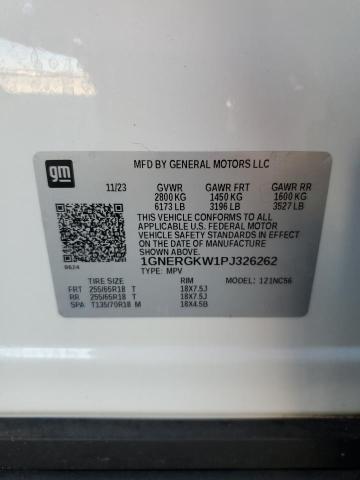 gm
MFD BY GENERAL MOTORS LLC
11/23 GVWR GAWR FRT GAWR RR
2800 KG 1450 KG 1600 KG
6173 LB 3196 LB 3527 LB
THIS VEHICLE CONFORMS TO ALL
APPLICABLE U.S. FEDERAL MOTOR
VEHICLE SAFETY STANDARDS IN EFFECT
ON THE DATE OF MANUFACTURE
SHOWN ABOVE.
0624 1GNERGKW1PJ326262
TYPE: MPV MODEL: 121NC56
TIRE SIZE RIM
FRT 255/65R18 T 18X7.5J
RR 255/65R18 T 18X7.5J
SPA T135/70R18 M 18X4.5B